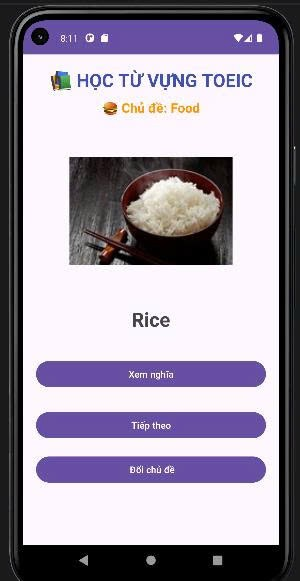 8:11
📚 HỌC TỪ VỰNG TOEIC
🍔 Chủ đề: Food
Rice
Xem nghĩa
Tiếp theo
Đổi chủ đề